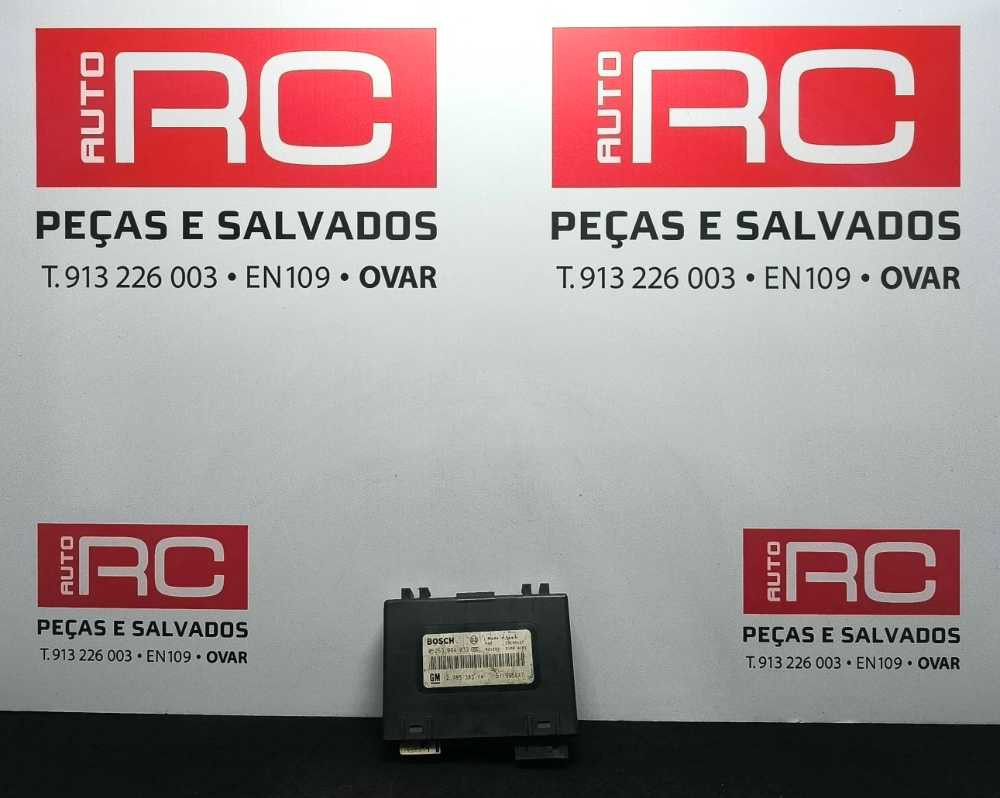 AUTO RC
PEÇAS E SALVADOS
T. 913 226 003 • EN109 • OVAR
AUTO RC
PEÇAS E SALVADOS
T. 913 226 003 • EN109 • OVAR
AUTO RC
PEÇAS E SALVADOS
T. 913 226 003 • EN109 • OVAR
AUTO RC
PEÇAS E SALVADOS
T. 913 226 003 • EN109 • OVAR
BOSCH
GM